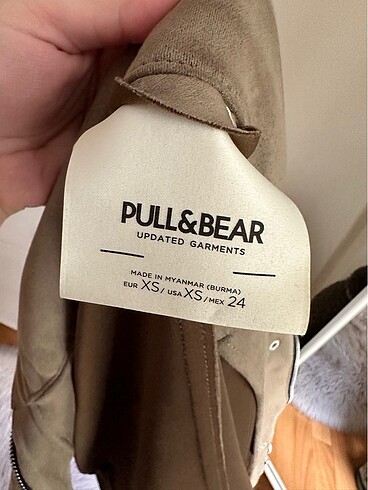 PULL&BEAR
UPDATED GARMENTS
MADE IN MYANMAR (BURMA)
EUR XS / USA XS / MEX 24